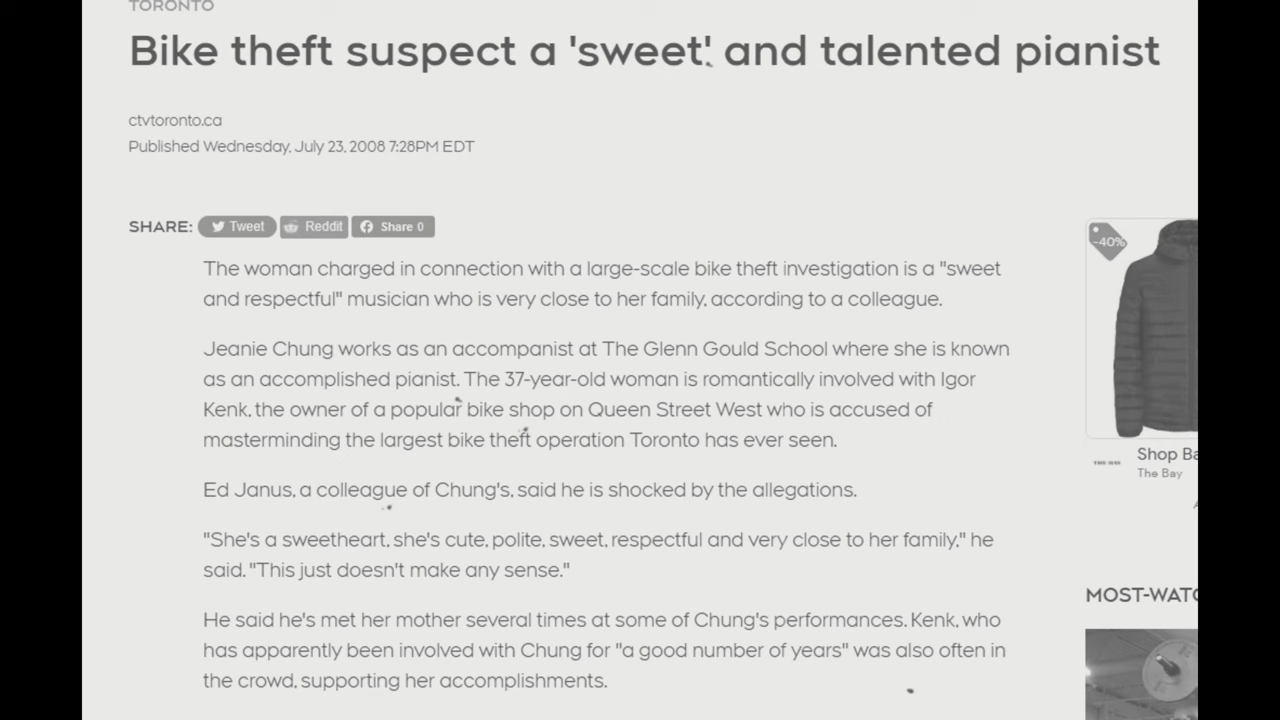 TORONTO
Bike theft suspect a 'sweet' and talented pianist
ctvtoronto.ca
Published Wednesday, July 23, 2008 7:28PM EDT
SHARE: Tweet Reddit Share 0
The woman charged in connection with a large-scale bike theft investigation is a "sweet
and respectful" musician who is very close to her family, according to a colleague.
Jeanie Chung works as an accompanist at The Glenn Gould School where she is known
as an accomplished pianist. The 37-year-old woman is romantically involved with Igor
Kenk, the owner of a popular bike shop on Queen Street West who is accused of
masterminding the largest bike theft operation Toronto has ever seen.
Ed Janus, a colleague of Chung's, said he is shocked by the allegations.
"She's a sweetheart, she's cute, polite, sweet, respectful and very close to her family," he
said. "This just doesn't make any sense."
He said he's met her mother several times at some of Chung's performances. Kenk, who
has apparently been involved with Chung for "a good number of years" was also often in
the crowd, supporting her accomplishments.
-40%
THE BAY
Shop Ba
The Bay
A
MOST-WATC